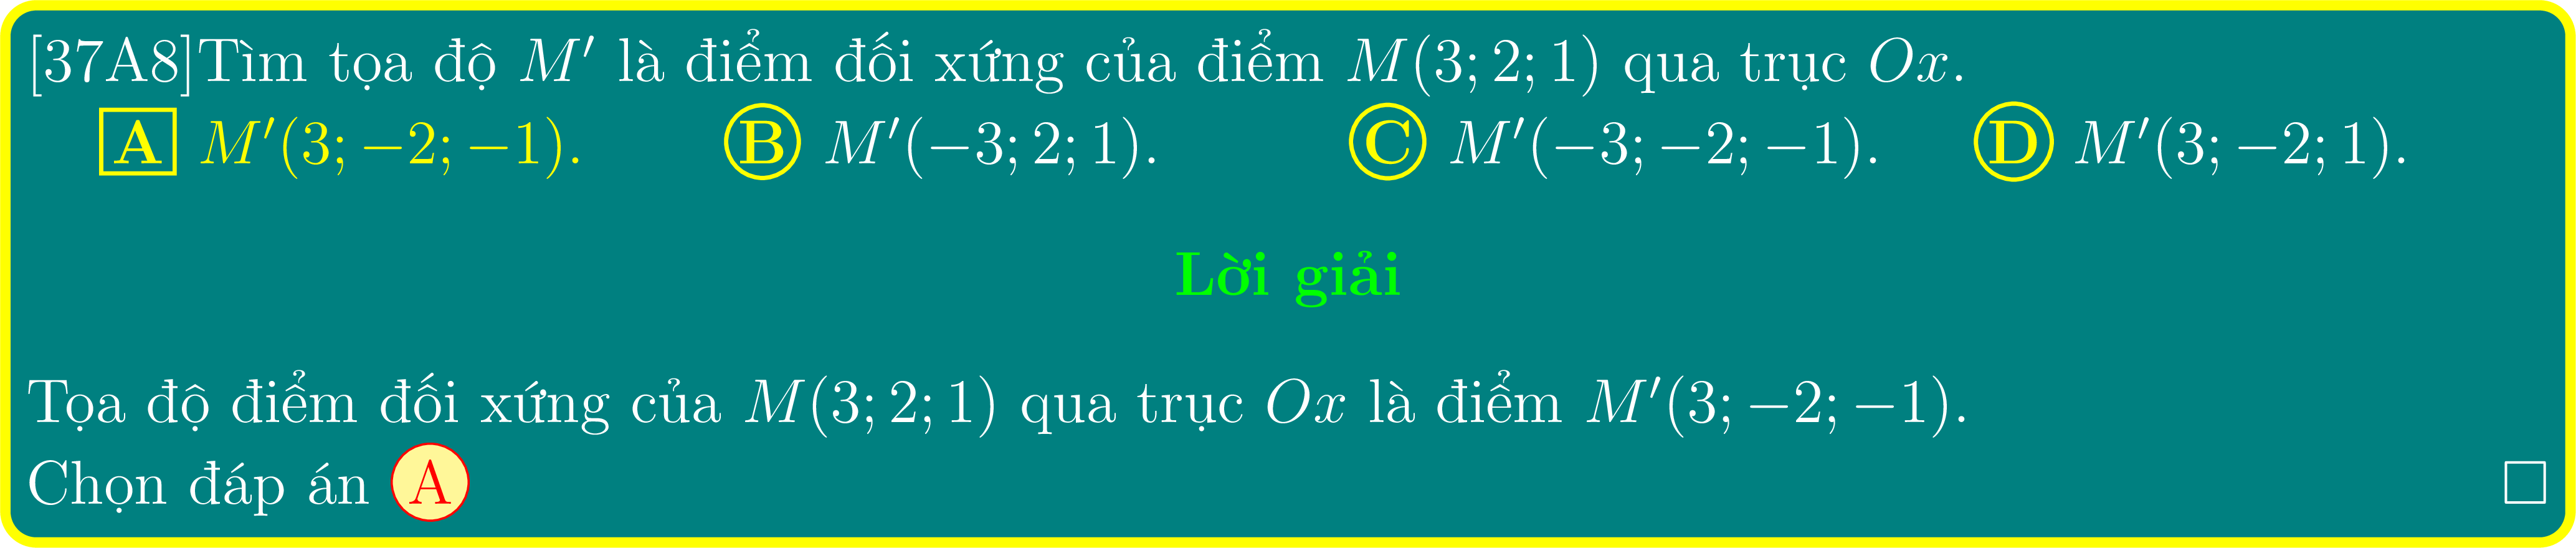 [37A8]Tìm tọa độ M′ là điểm đối xứng của điểm M(3; 2; 1) qua trục Ox.
A M′(3; −2; −1). B M′(−3; 2; 1). C M′(−3; −2; −1). D M′(3; −2; 1).
Lời giải
Tọa độ điểm đối xứng của M(3; 2; 1) qua trục Ox là điểm M′(3; −2; −1).
Chọn đáp án A □